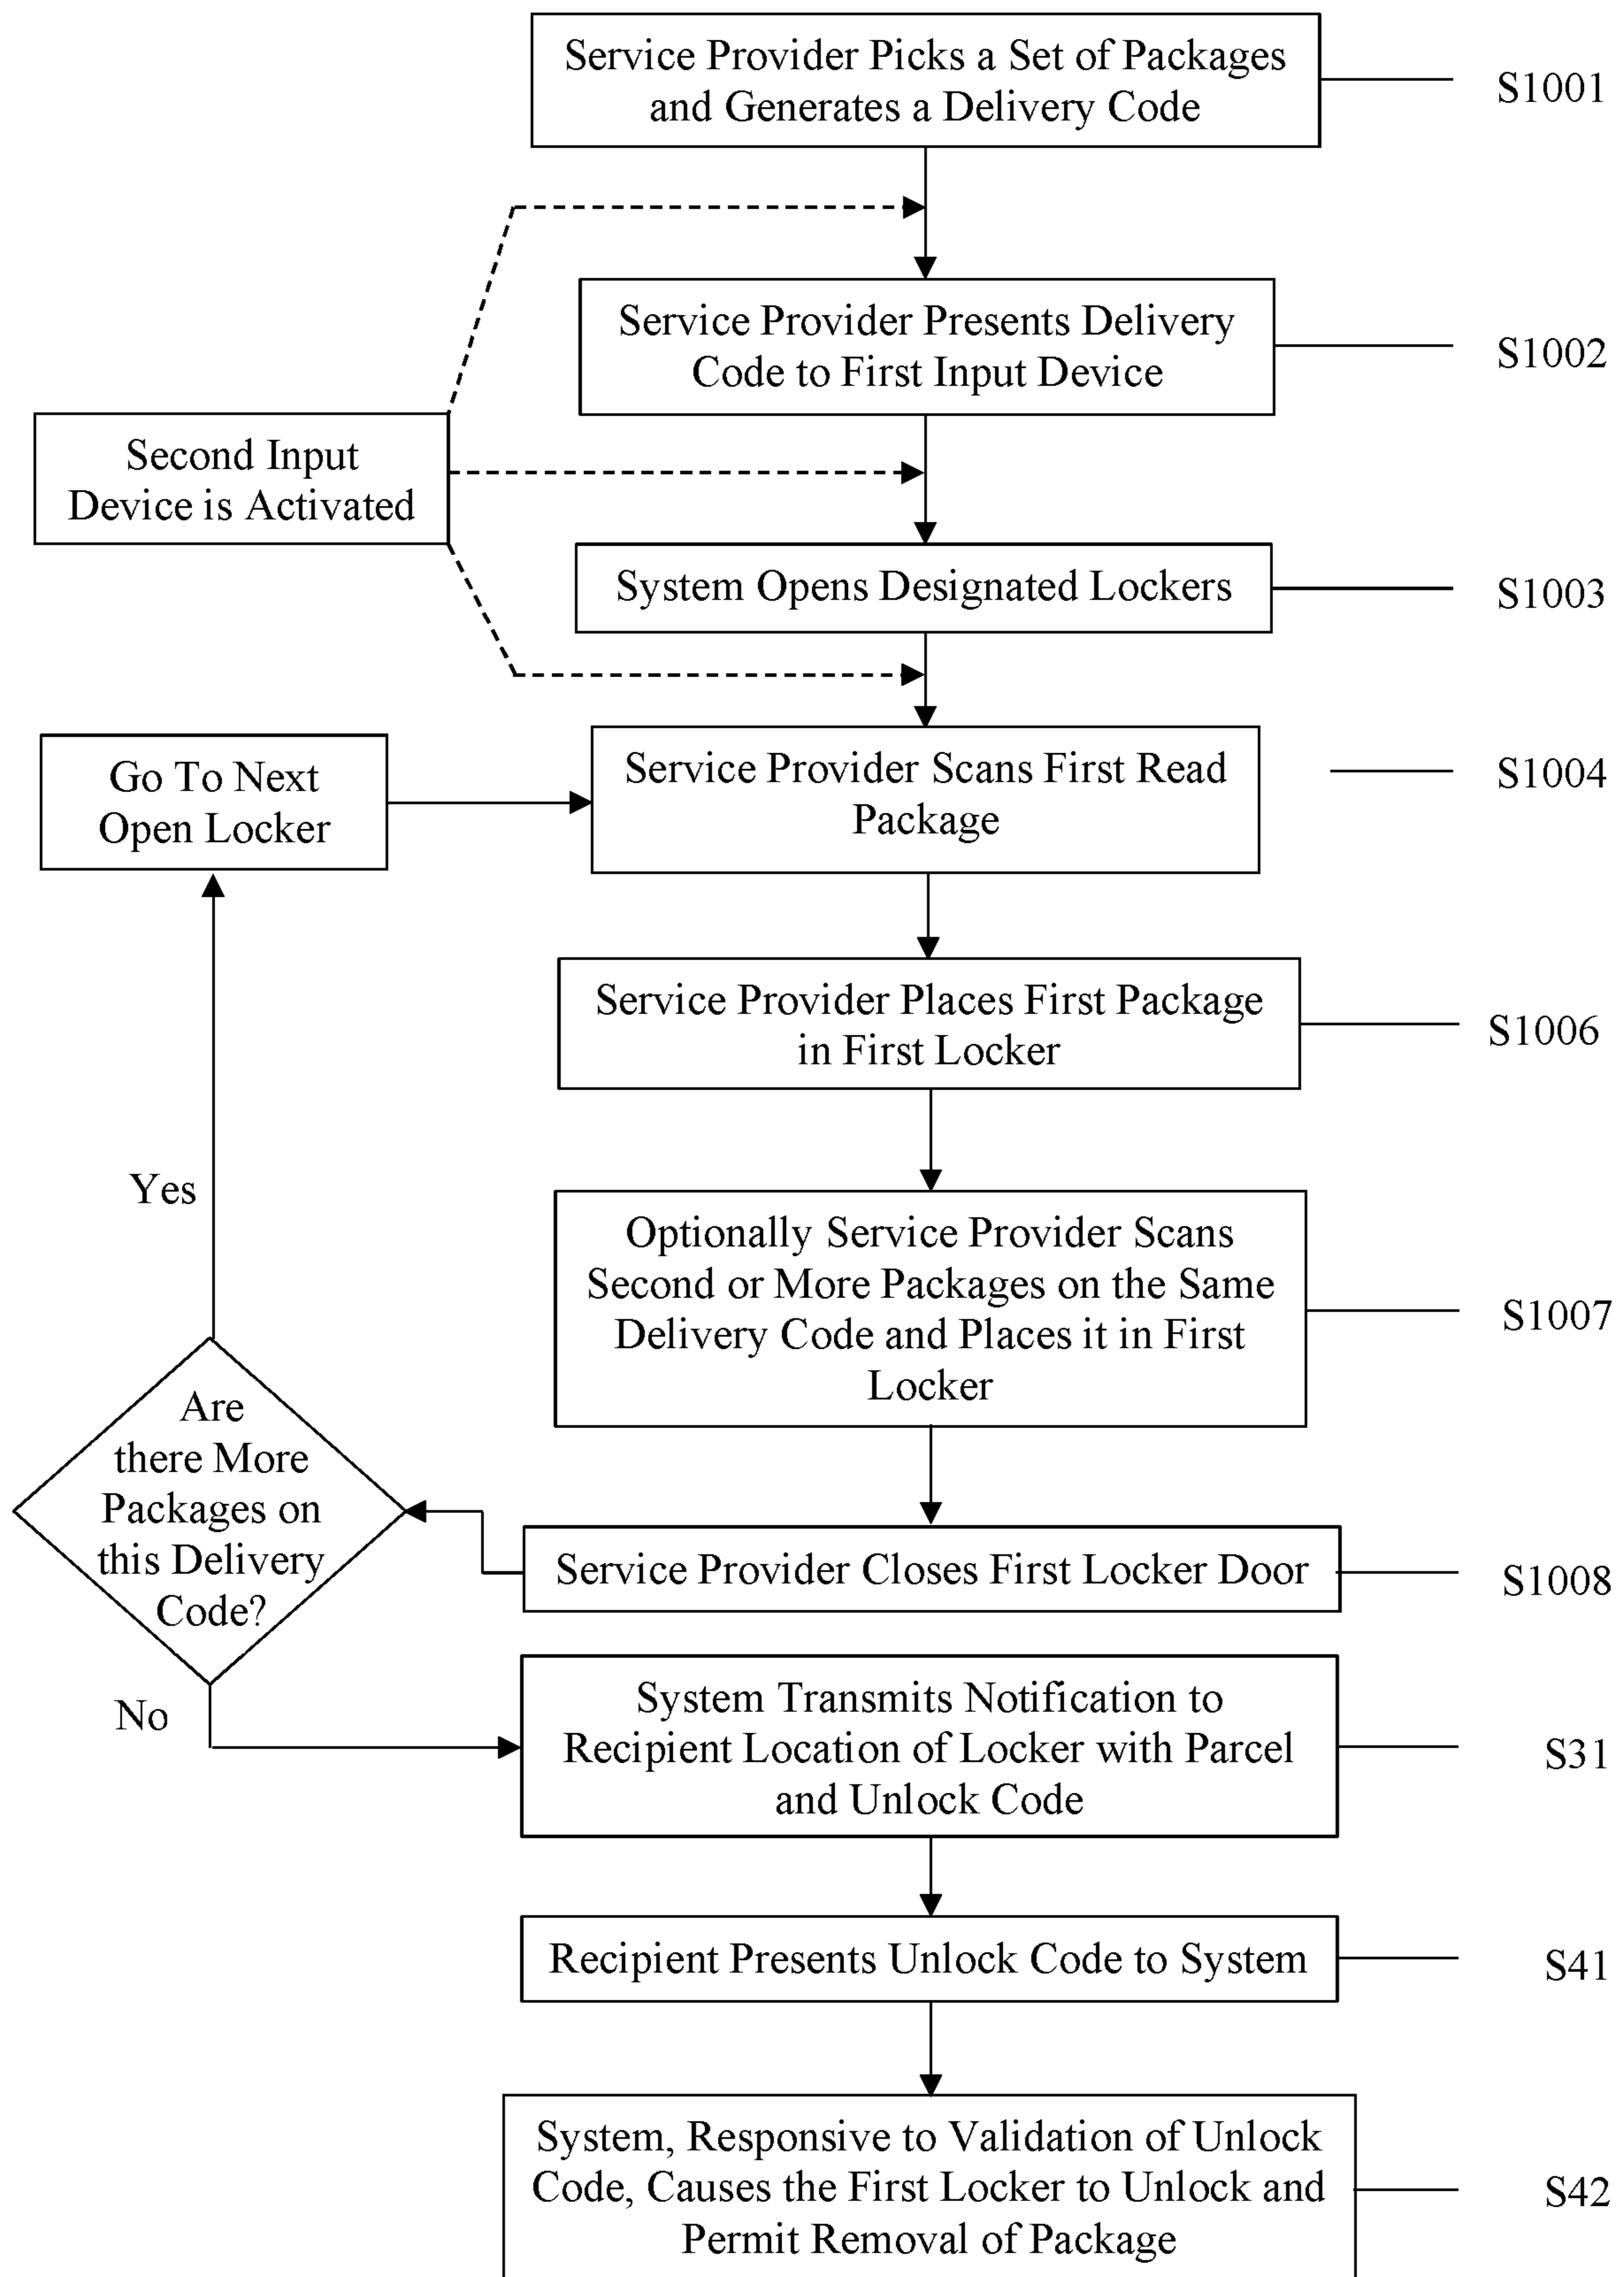 Service Provider Picks a Set of Packages
and Generates a Delivery Code
S1001
Service Provider Presents Delivery
Code to First Input Device
S1002
Second Input
Device is Activated
System Opens Designated Lockers
S1003
Go To Next
Open Locker
Service Provider Scans First Read
Package
S1004
Service Provider Places First Package
in First Locker
S1006
Yes
Optionally Service Provider Scans
Second or More Packages on the Same
Delivery Code and Places it in First
Locker
S1007
Are
there More
Packages on
this Delivery
Code?
Service Provider Closes First Locker Door
S1008
No
System Transmits Notification to
Recipient Location of Locker with Parcel
and Unlock Code
S31
Recipient Presents Unlock Code to System
S41
System, Responsive to Validation of Unlock
Code, Causes the First Locker to Unlock and
Permit Removal of Package
S42